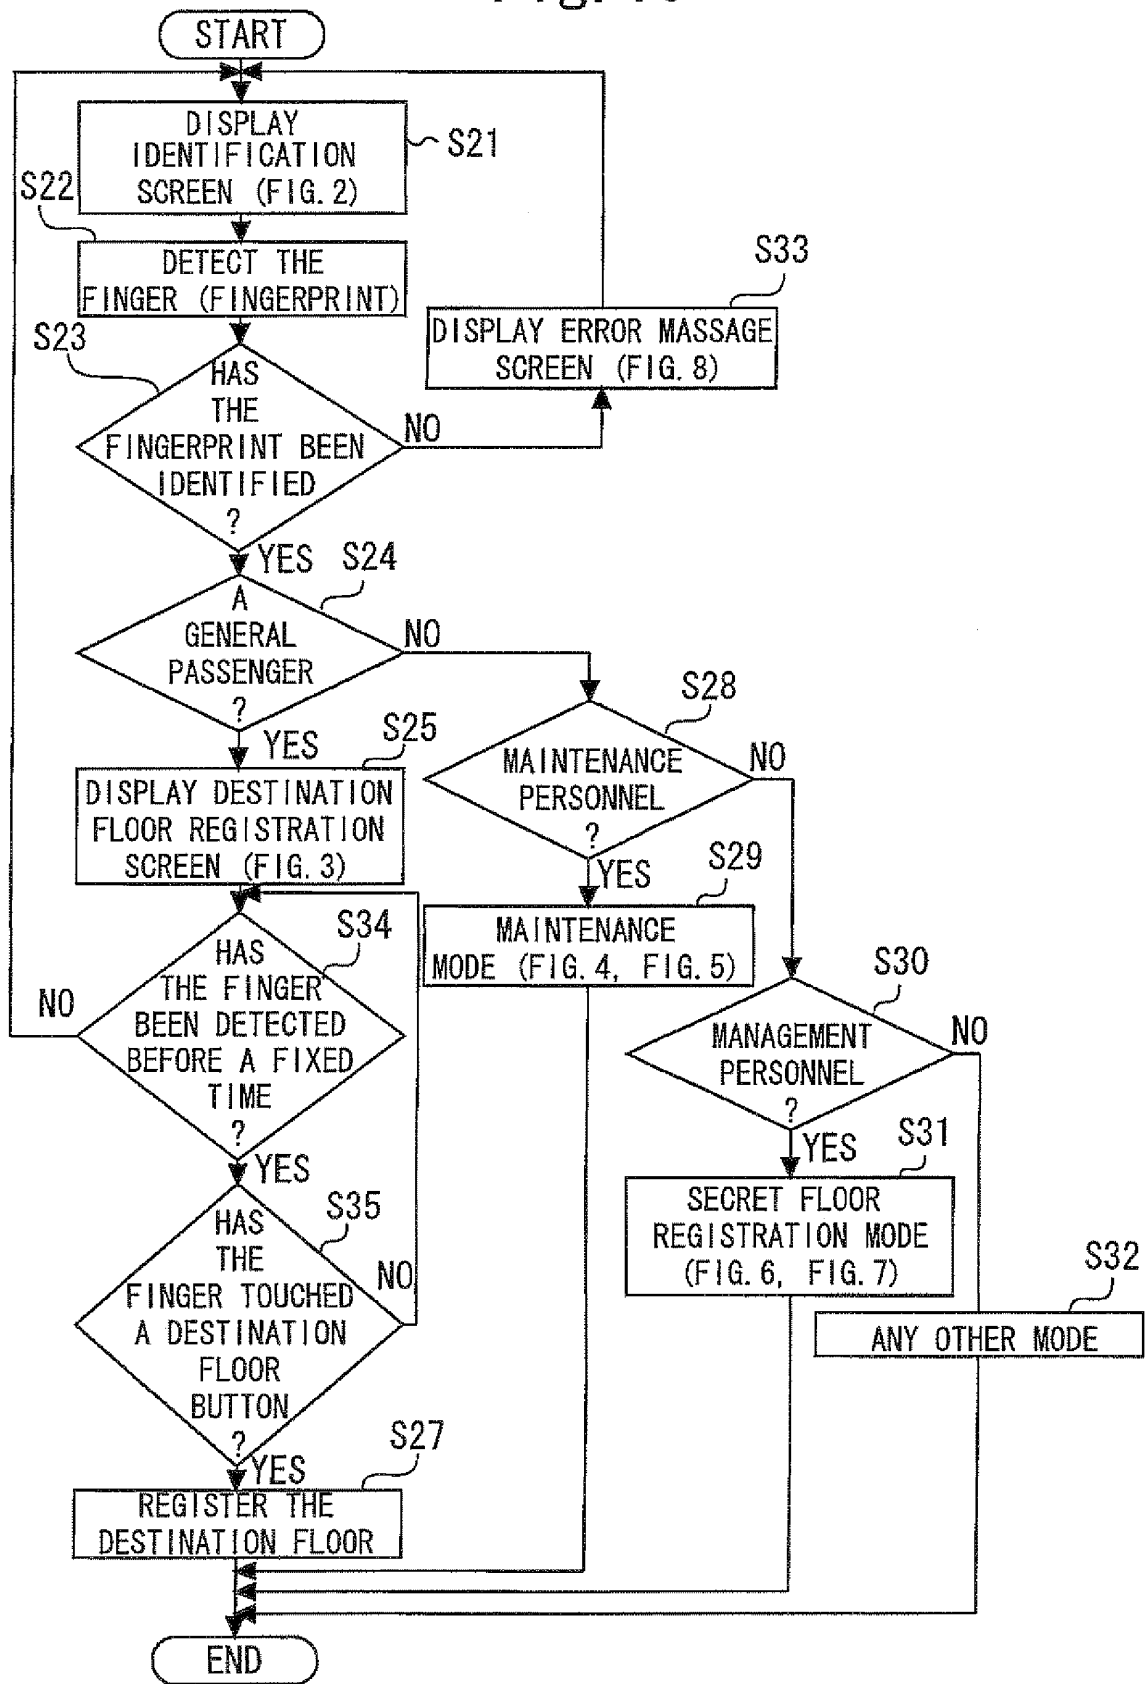 START
DISPLAY
IDENTIFICATION
SCREEN (FIG. 2)
S21
S22
DETECT THE
FINGER (FINGERPRINT)
S33
DISPLAY ERROR MASSAGE
SCREEN (FIG. 8)
S23
HAS
THE
FINGERPRINT BEEN
IDENTIFIED
?
NO
YES
S24
A
GENERAL
PASSENGER
?
NO
YES
S25
DISPLAY DESTINATION
FLOOR REGISTRATION
SCREEN (FIG. 3)
S28
MAINTENANCE
PERSONNEL
?
NO
YES
S29
MAINTENANCE
MODE (FIG. 4, FIG. 5)
S34
HAS
THE FINGER
BEEN DETECTED
BEFORE A FIXED
TIME
?
NO
YES
S30
MANAGEMENT
PERSONNEL
?
NO
YES
S31
SECRET FLOOR
REGISTRATION MODE
(FIG. 6, FIG. 7)
S35
HAS
THE
FINGER TOUCHED
A DESTINATION
FLOOR
BUTTON
?
NO
YES
S32
ANY OTHER MODE
S27
REGISTER THE
DESTINATION FLOOR
END